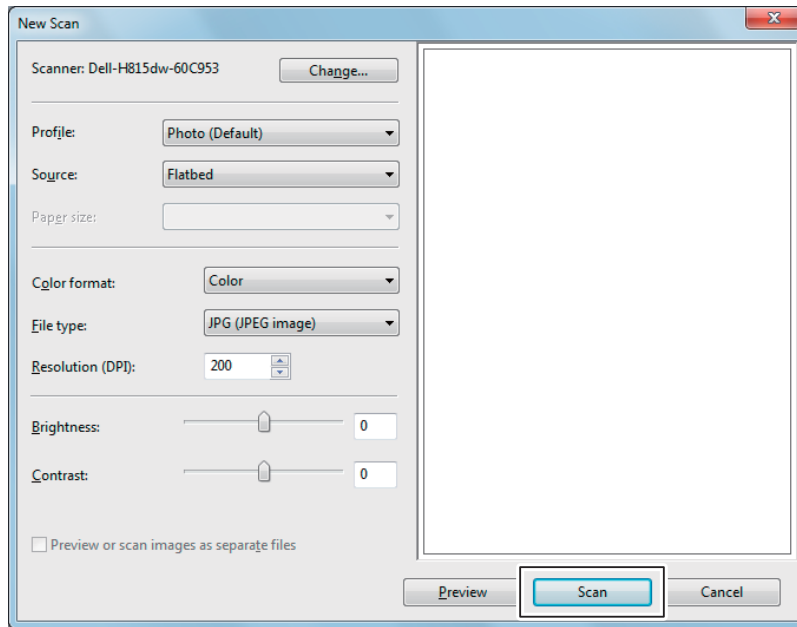 New Scan
Scanner: Dell-H815dw-60C953 Change...
Profile: Photo (Default)
Source: Flatbed
Paper size:
Color format: Color
File type: JPG (JPEG image)
Resolution (DPI): 200
Brightness: 0
Contrast: 0
Preview or scan images as separate files
Preview Scan Cancel